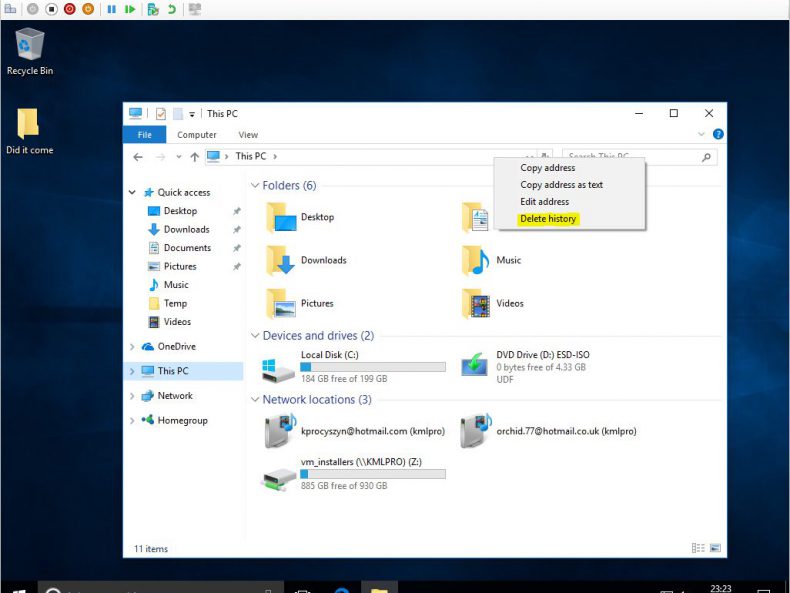 Recycle Bin
Did it come
This PC
File
Computer
View
This PC
Search This PC
Copy address
Copy address as text
Edit address
Delete history
Quick access
Desktop
Downloads
Documents
Pictures
Music
Temp
Videos
OneDrive
This PC
Network
Homegroup
Folders (6)
Desktop
Downloads
Music
Pictures
Videos
Devices and drives (2)
Local Disk (C:)
184 GB free of 199 GB
DVD Drive (D:) ESD-ISO
0 bytes free of 4.33 GB
UDF
Network locations (3)
kprocyszyn@hotmail.com (kmlpro)
orchid.77@hotmail.co.uk (kmlpro)
vm_installers (\\KMLPRO) (Z:)
885 GB free of 930 GB
11 items
23:23